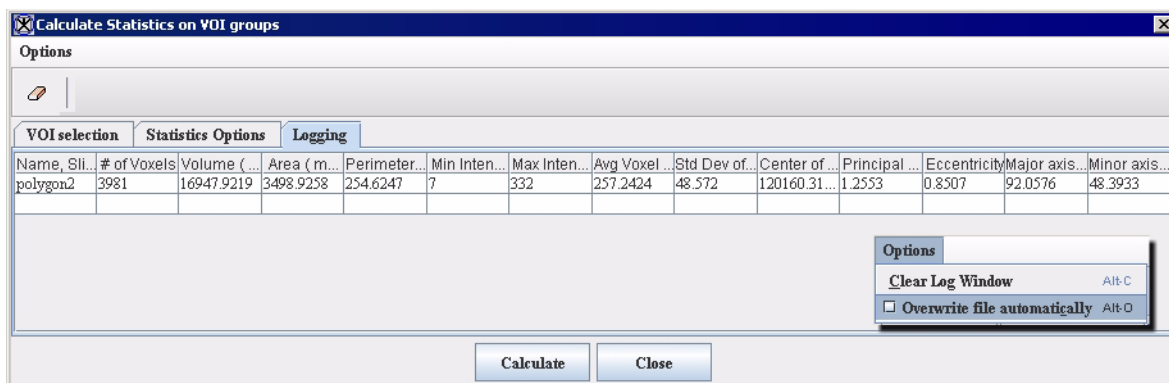 Calculate Statistics on VOI groups
Options
VOI selection Statistics Options Logging
Name, Sli... # of Voxels Volume ( ... Area ( m... Perimeter... Min Inten... Max Inten... Avg Voxel ... Std Dev of... Center of ... Principal ... Eccentricity Major axis... Minor axis...
polygon2 3981 16947.9219 3498.9258 254.6247 7 332 257.2424 48.572 120160.31... 1.2553 0.8507 92.0576 48.3933
Options
Clear Log Window Alt-C
Overwrite file automatically Alt-O
Calculate Close